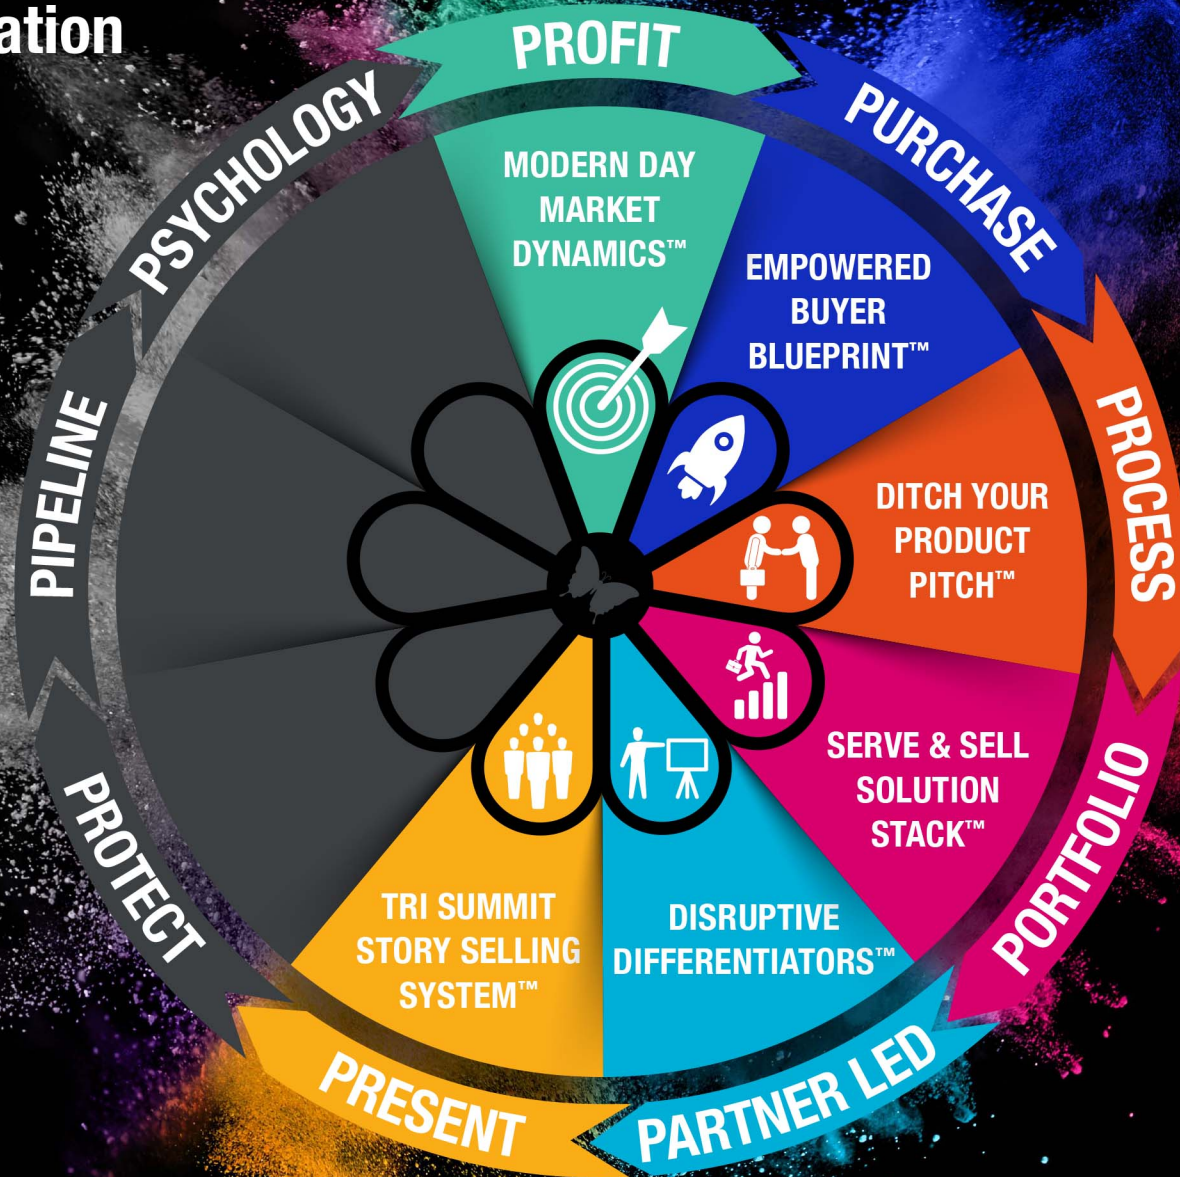 ation
PROFIT
PURCHASE
PROCESS
PORTFOLIO
PARTNER LED
PRESENT
PROTECT
PIPELINE
PSYCHOLOGY
MODERN DAY
MARKET
DYNAMICS™
EMPOWERED
BUYER
BLUEPRINT™
DITCH YOUR
PRODUCT
PITCH™
SERVE & SELL
SOLUTION
STACK™
DISRUPTIVE
DIFFERENTIATORS™
TRI SUMMIT
STORY SELLING
SYSTEM™